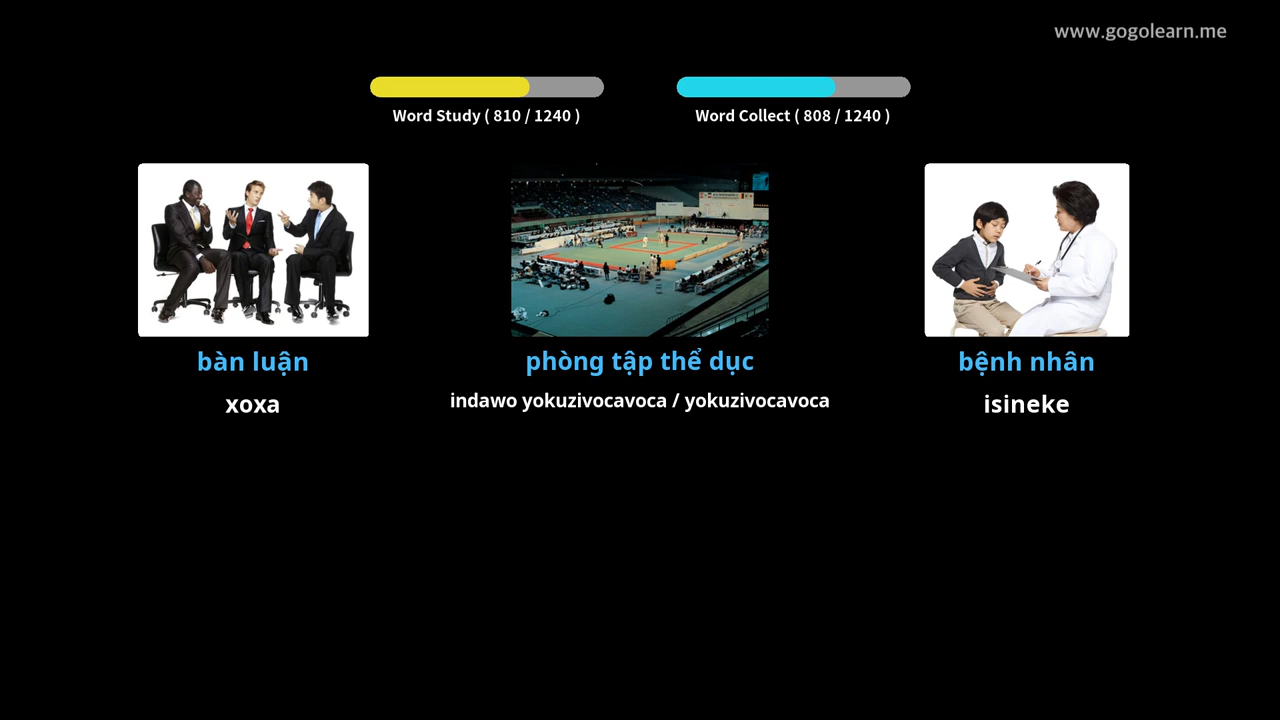 www.gogolearn.me
Word Study ( 810 / 1240 )
Word Collect ( 808 / 1240 )
bàn luận
xoxa
phòng tập thể dục
indawo yokuzivocavoca / yokuzivocavoca
bệnh nhân
isineke